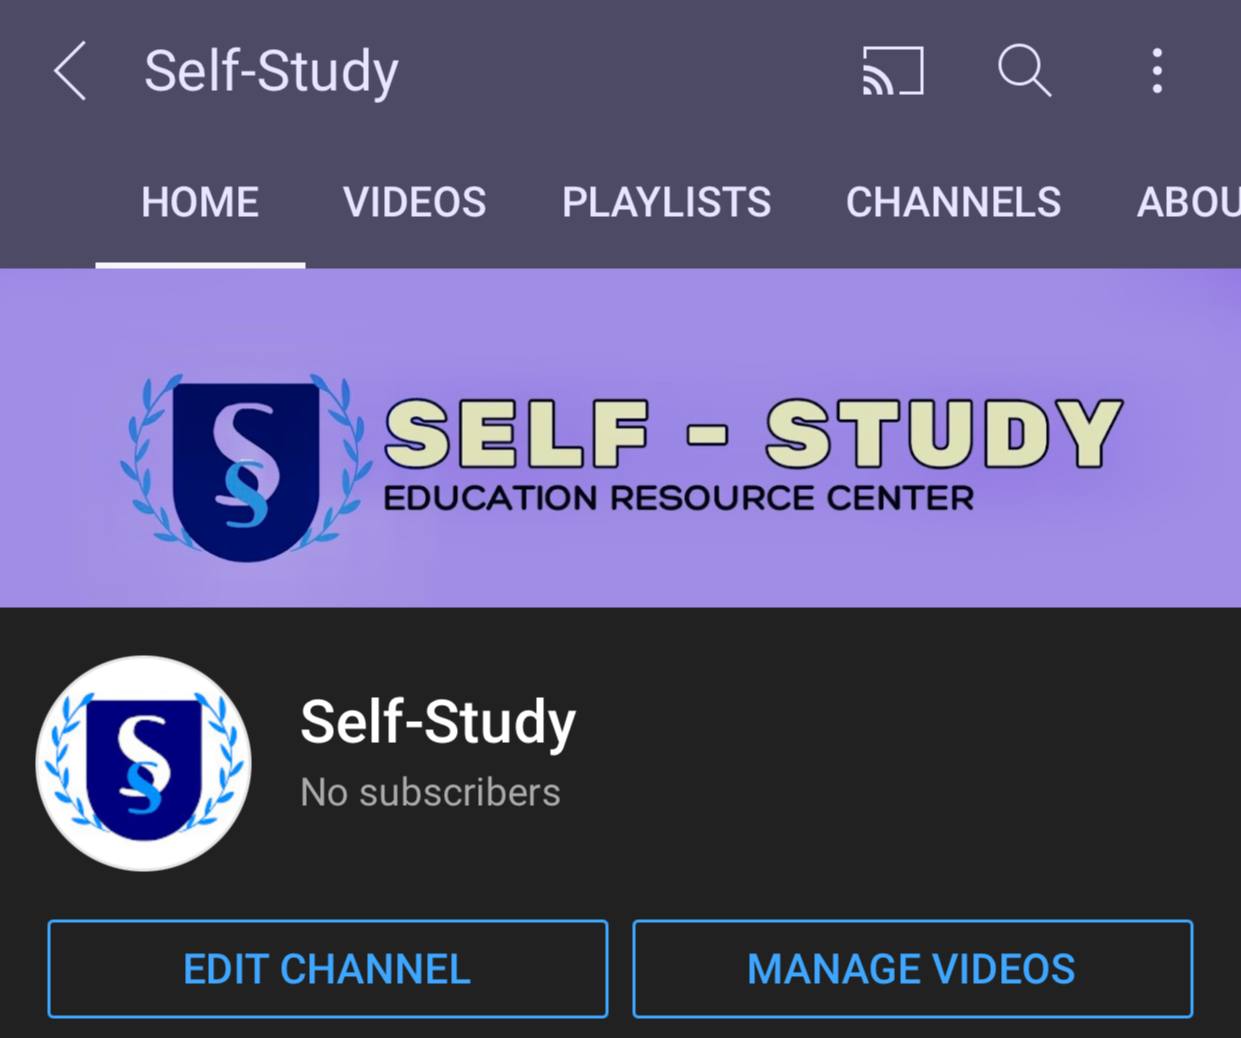 Self-Study
HOME VIDEOS PLAYLISTS CHANNELS ABOU
SS
SELF - STUDY
EDUCATION RESOURCE CENTER
SS
Self-Study
No subscribers
EDIT CHANNEL MANAGE VIDEOS